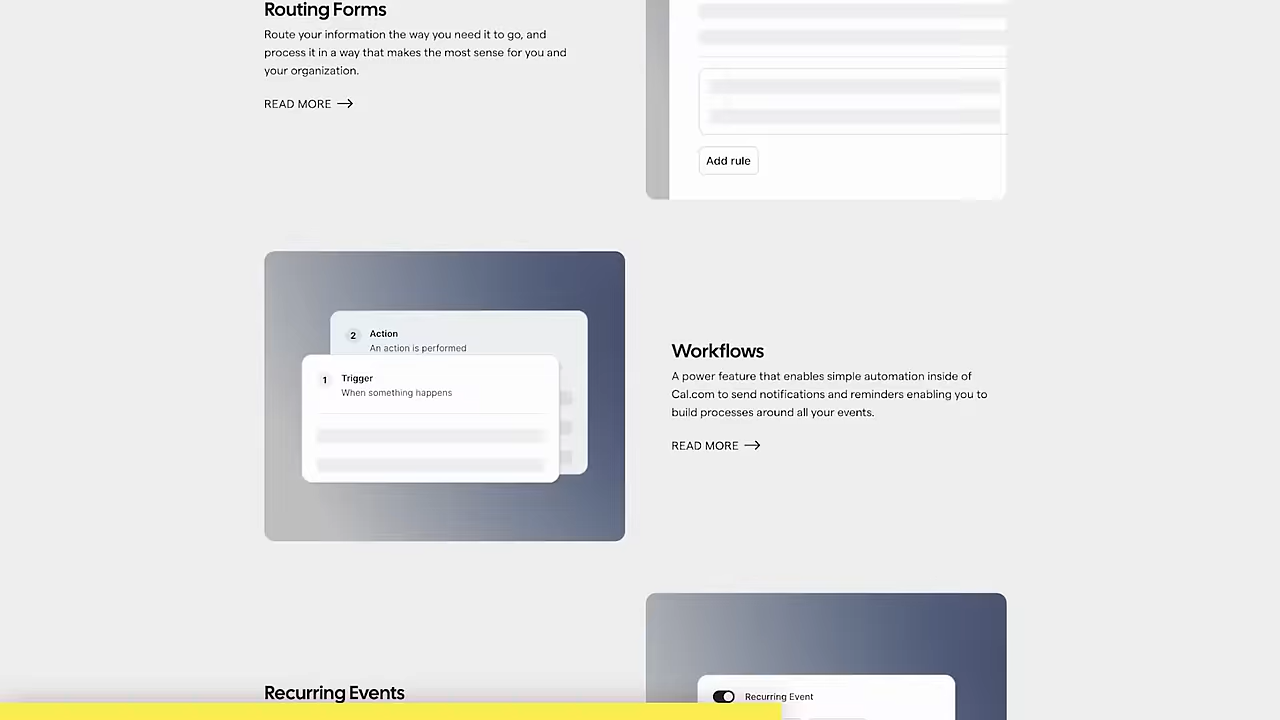 Routing Forms
Route your information the way you need it to go, and
process it in a way that makes the most sense for you and
your organization.
READ MORE
Add rule
2 Action
An action is performed
1 Trigger
When something happens
Workflows
A power feature that enables simple automation inside of
Cal.com to send notifications and reminders enabling you to
build processes around all your events.
READ MORE
Recurring Events
Recurring Event